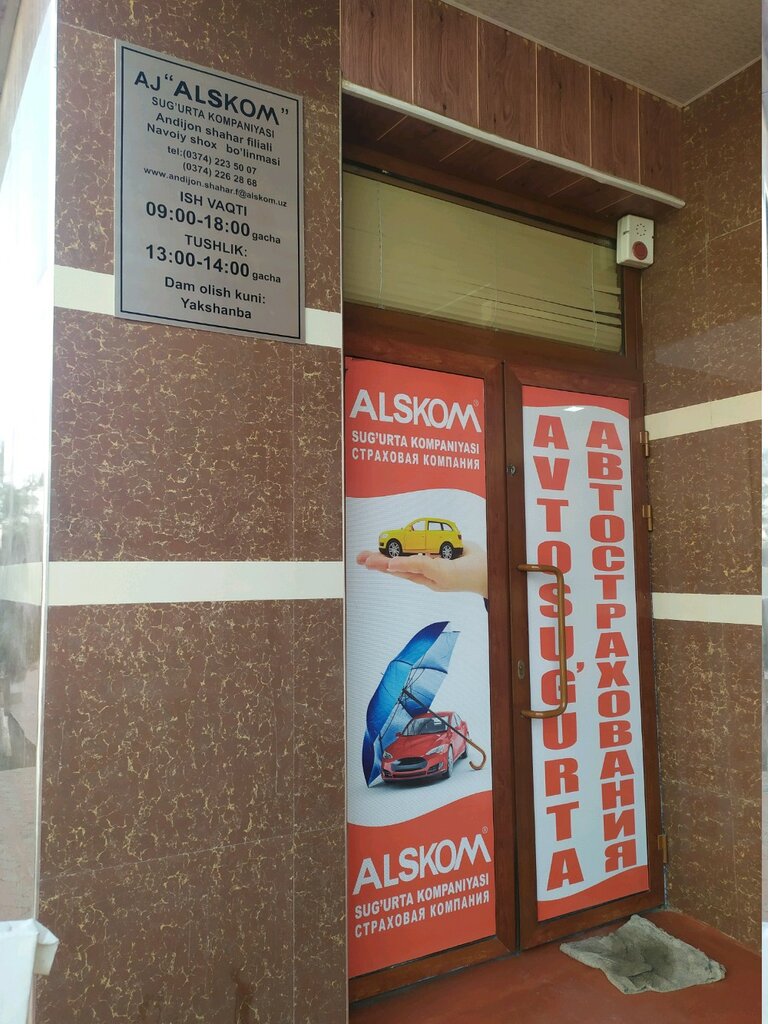 AJ "ALSKOM"
SUG'URTA KOMPANIYASI
Andijon shahar filiali
Navoiy shox bo'linmasi
tel:(0374) 223 50 07
(0374) 226 28 68
www.andijon.shahar.f@alskom.uz
ISH VAQTI
09:00-18:00 gacha
TUSHLIK:
13:00-14:00 gacha
Dam olish kuni:
Yakshanba
ALSKOM®
SUG'URTA KOMPANIYASI
СТРАХОВАЯ КОМПАНИЯ
ALSKOM®
SUG'URTA KOMPANIYASI
СТРАХОВАЯ КОМПАНИЯ
AVTOSUG'URTA
АВТОСТРАХОВАНИЯ